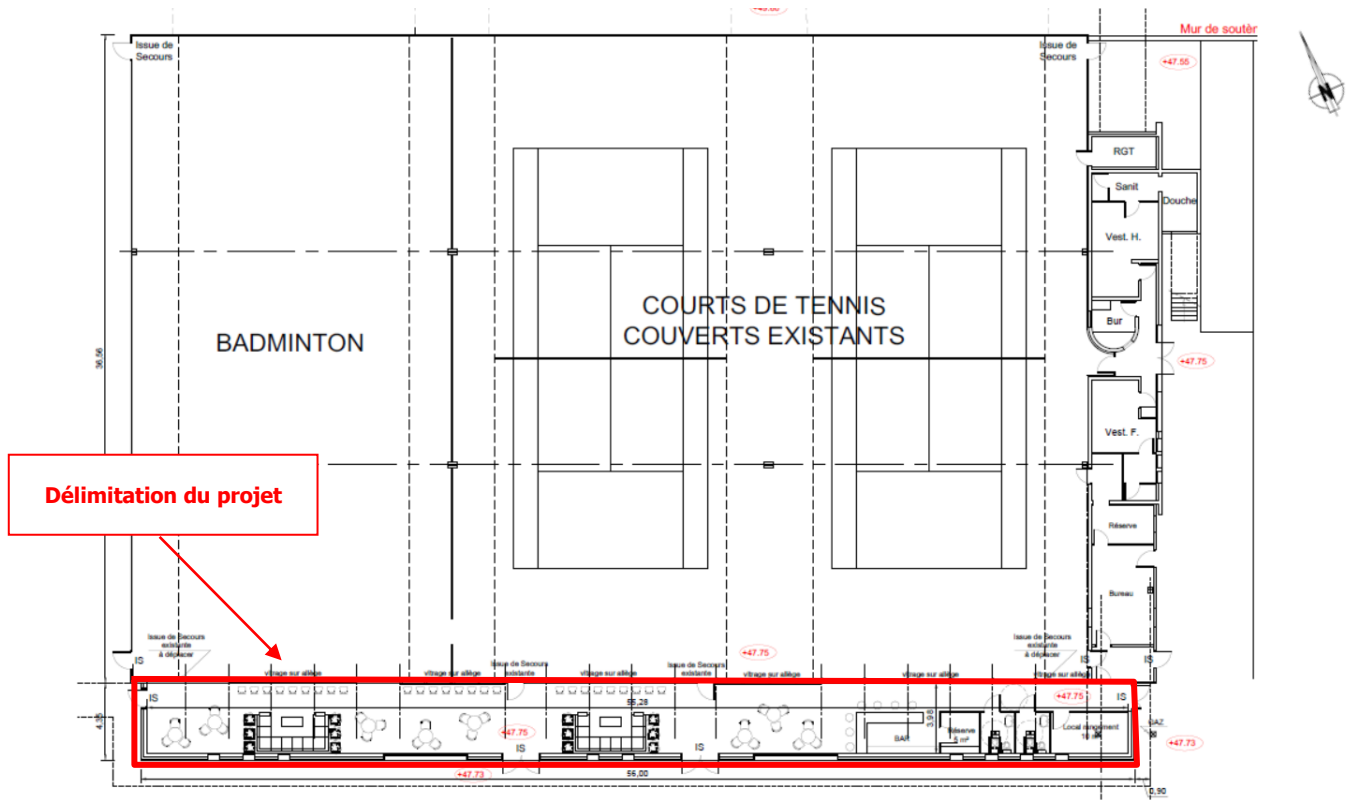 Mur de soutèr
Issue de
Secours
Issue de
Secours
+47.55
RGT
Sanit
Douche
Vest. H.
COURTS DE TENNIS
COUVERTS EXISTANTS
BADMINTON
Bur
+47.75
36,56
Vest. F.
Délimitation du projet
Réserve
Bureau
Issue de Secours
existante
à déplacer
Issue de Secours
existante
à déplacer
+47.75
IS
IS
IS
vitrage sur allège
vitrage sur allège
Issue de Secours
existante
vitrage sur allège
Issue de Secours
existante
vitrage sur allège
vitrage sur allège
IS
55,28
+47.75
IS
+47.75
3,98
BAR
Réserve
5 m²
Local rangement
GAZ
+47.73
IS
IS
+47.73
56,00
0,90